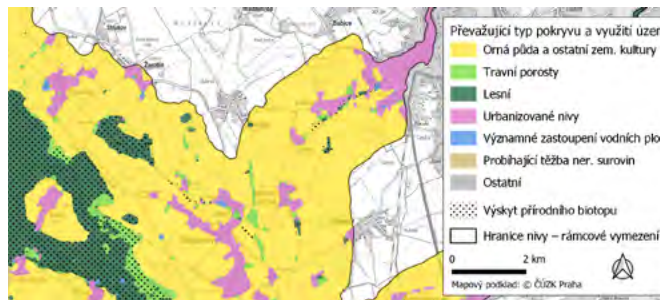 Převažující typ pokryvu a využití územ
Orná půda a ostatní zem. kultury
Travní porosty
Lesní
Urbanizované nivy
Významné zastoupení vodních plo
Probíhající těžba ner. surovin
Ostatní
Výskyt přírodního biotopu
Hranice nivy – rámcové vymezení
0 2 km
Mapový podklad: © ČÚZK Praha